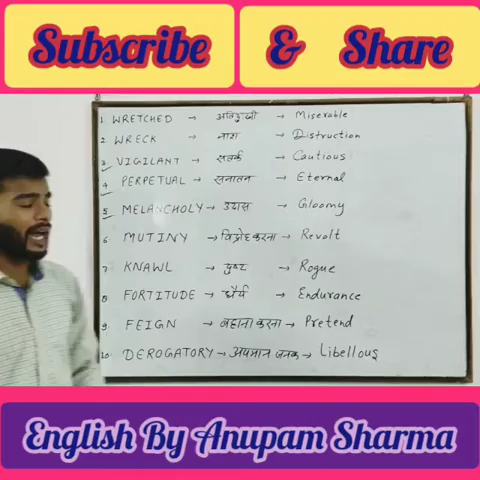 Subscribe & Share
1 WRETCHED → अतिदुःखी → Miserable
2 WRECK → नाश → Distruction
3 VIGILANT → सतर्क → Cautious
4 PERPETUAL → सनातन → Eternal
5 MELANCHOLY → उदास → Gloomy
6 MUTINY → विद्रोह करना → Revolt
7 KNAWL → दुष्ट → Rogue
8 FORTITUDE → धैर्य → Endurance
9 FEIGN → बहाना करना → Pretend
10 DEROGATORY → अपमान जनक → Libellous
English By Anupam Sharma